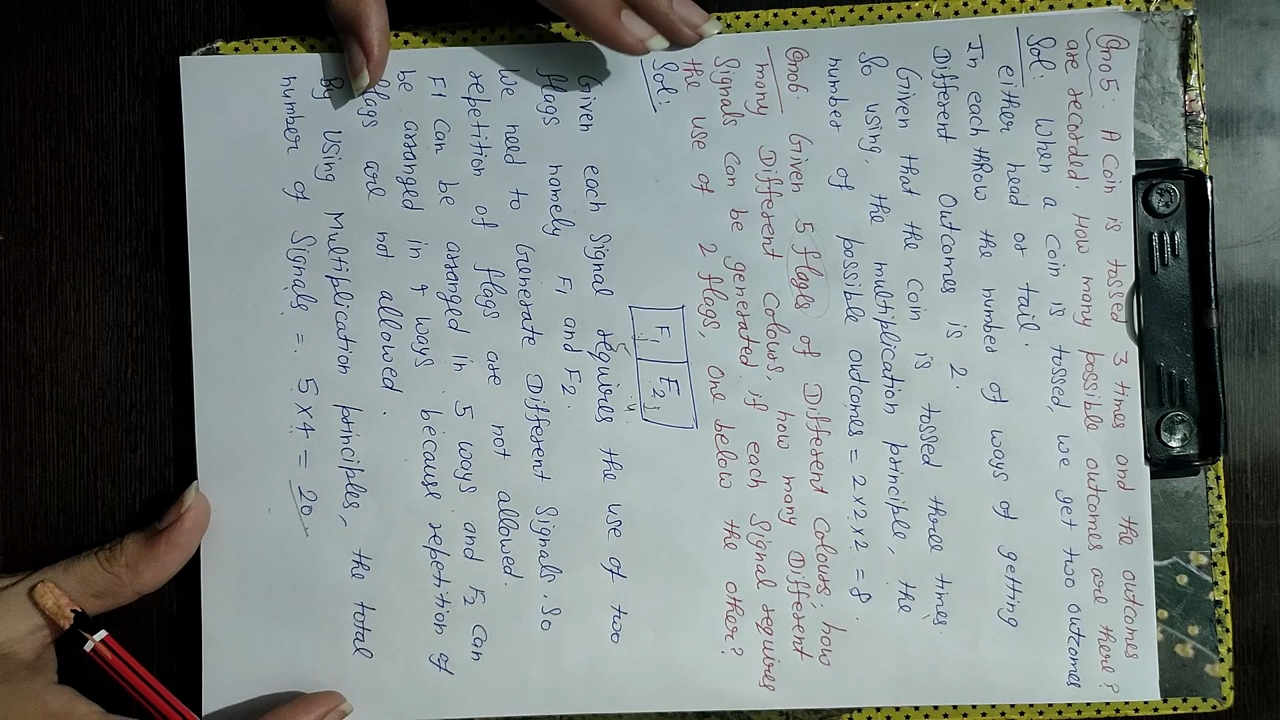 Qno5: A Coin is tossed 3 times and the outcomes
are recorded. How many possible outcomes are there?
Sol: When a Coin is tossed, we get two outcomes
either head or tail.
In each throw the number of ways of getting
Different outcomes is 2.
Given that the coin is tossed three times.
So using, the multiplication principle, the
number of possible outcomes = 2×2×2 = 8.
Qno6. Given 5 flages of Different Colours, how
many Different Colours, how many Different
Signals can be generated if each Signal requires
the use of 2 flags, one below the other?
Sol:
F1 F2
5 4
Given each Signal requires the use of two
flags namely F1 and F2.
We need to Generate Different Signals, So
repitition of flags are not allowed.
F1 can be arranged in 5 ways and F2 can
be arranged in 4 ways because repetition of
flags are not allowed.
By using Multiplication principles, the total
number of Signals = 5×4 = 20